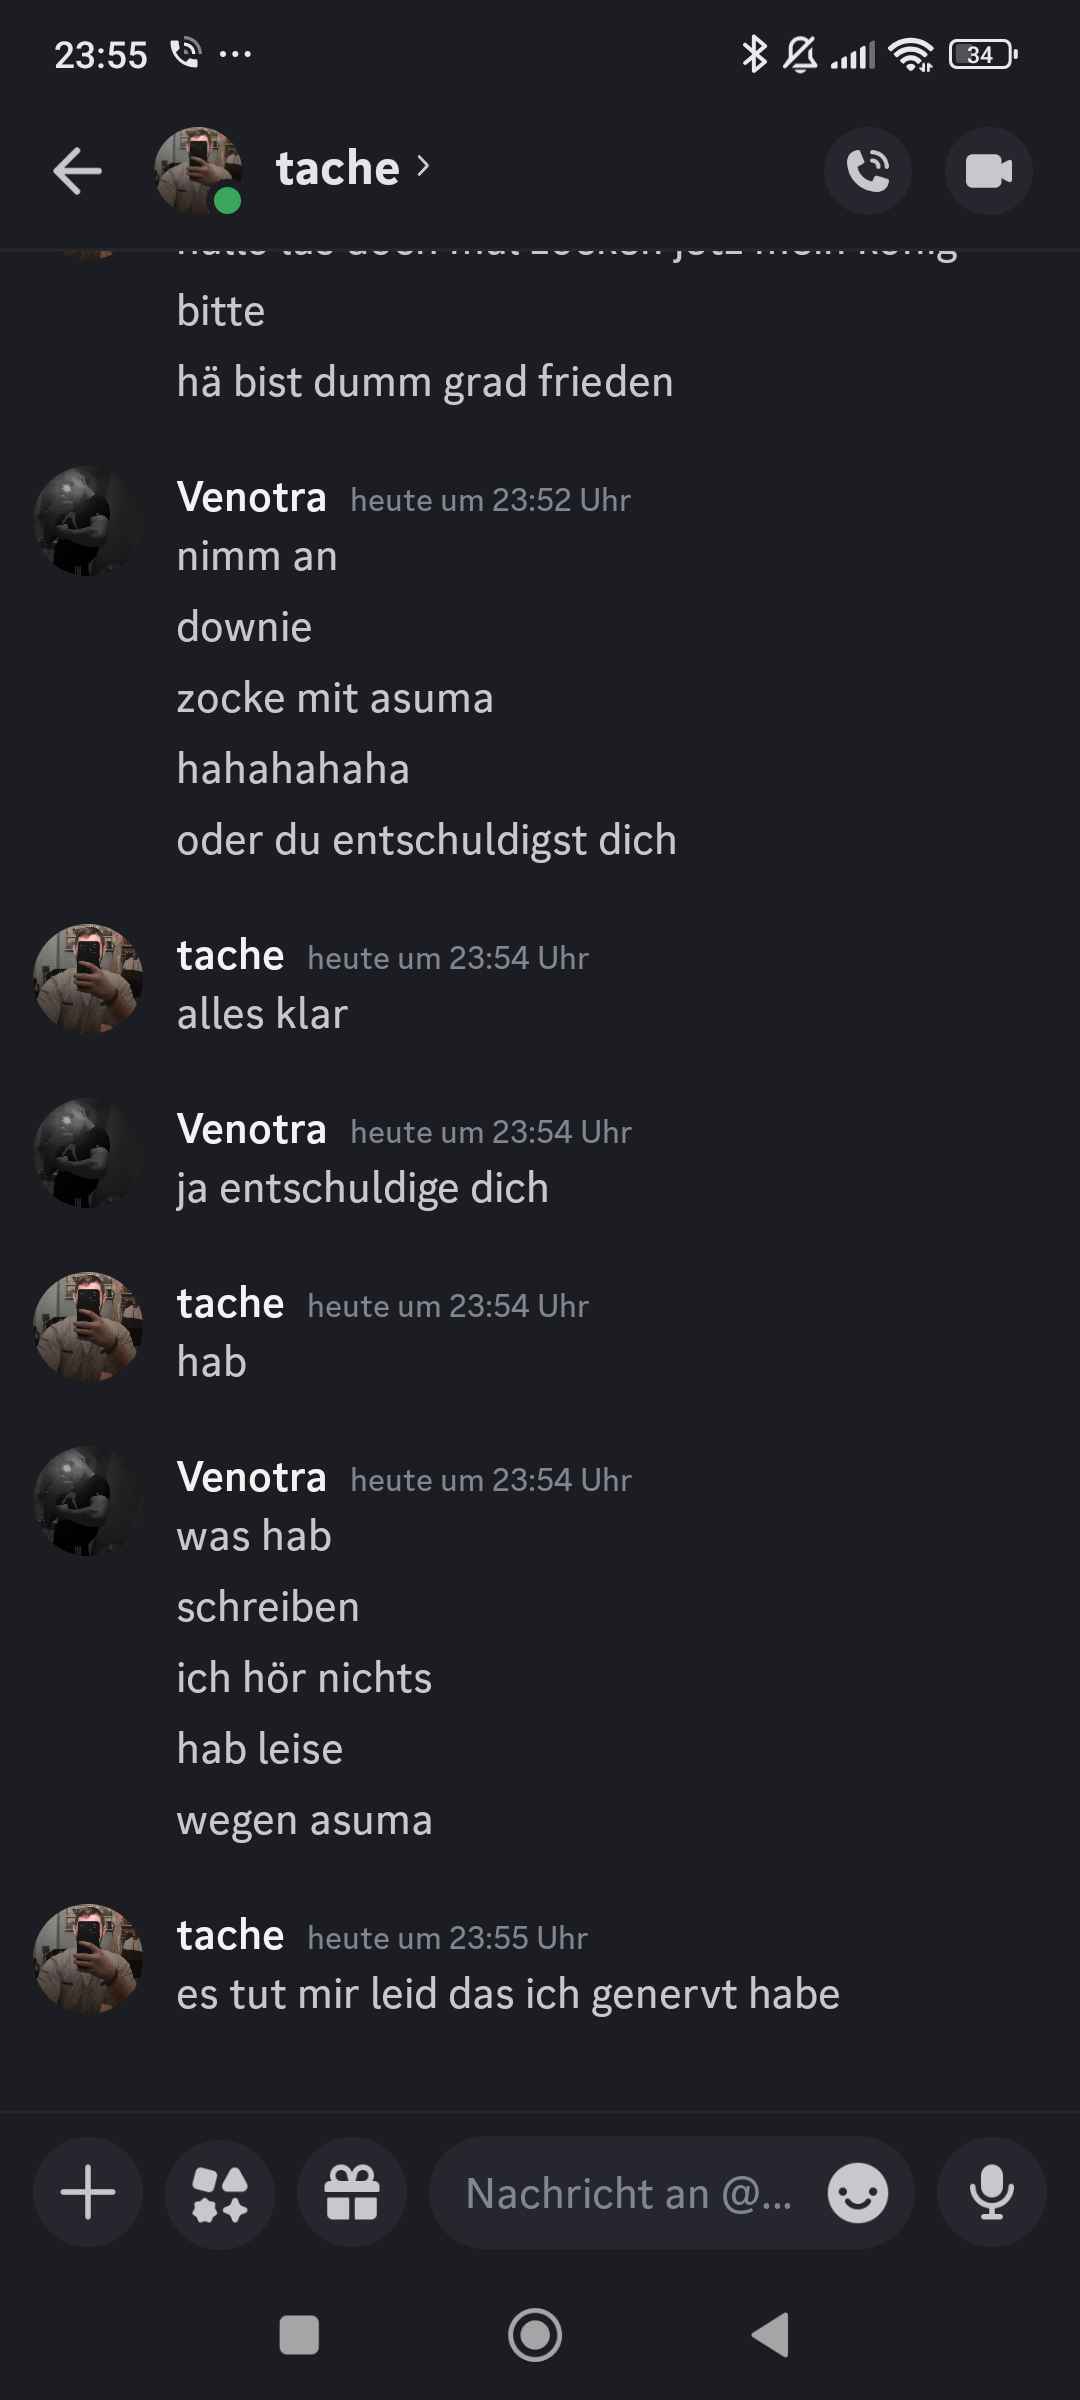 23:55
34
tache
bitte
hä bist dumm grad frieden
Venotra heute um 23:52 Uhr
nimm an
downie
zocke mit asuma
hahahahaha
oder du entschuldigst dich
tache heute um 23:54 Uhr
alles klar
Venotra heute um 23:54 Uhr
ja entschuldige dich
tache heute um 23:54 Uhr
hab
Venotra heute um 23:54 Uhr
was hab
schreiben
ich hör nichts
hab leise
wegen asuma
tache heute um 23:55 Uhr
es tut mir leid das ich genervt habe
Nachricht an @...